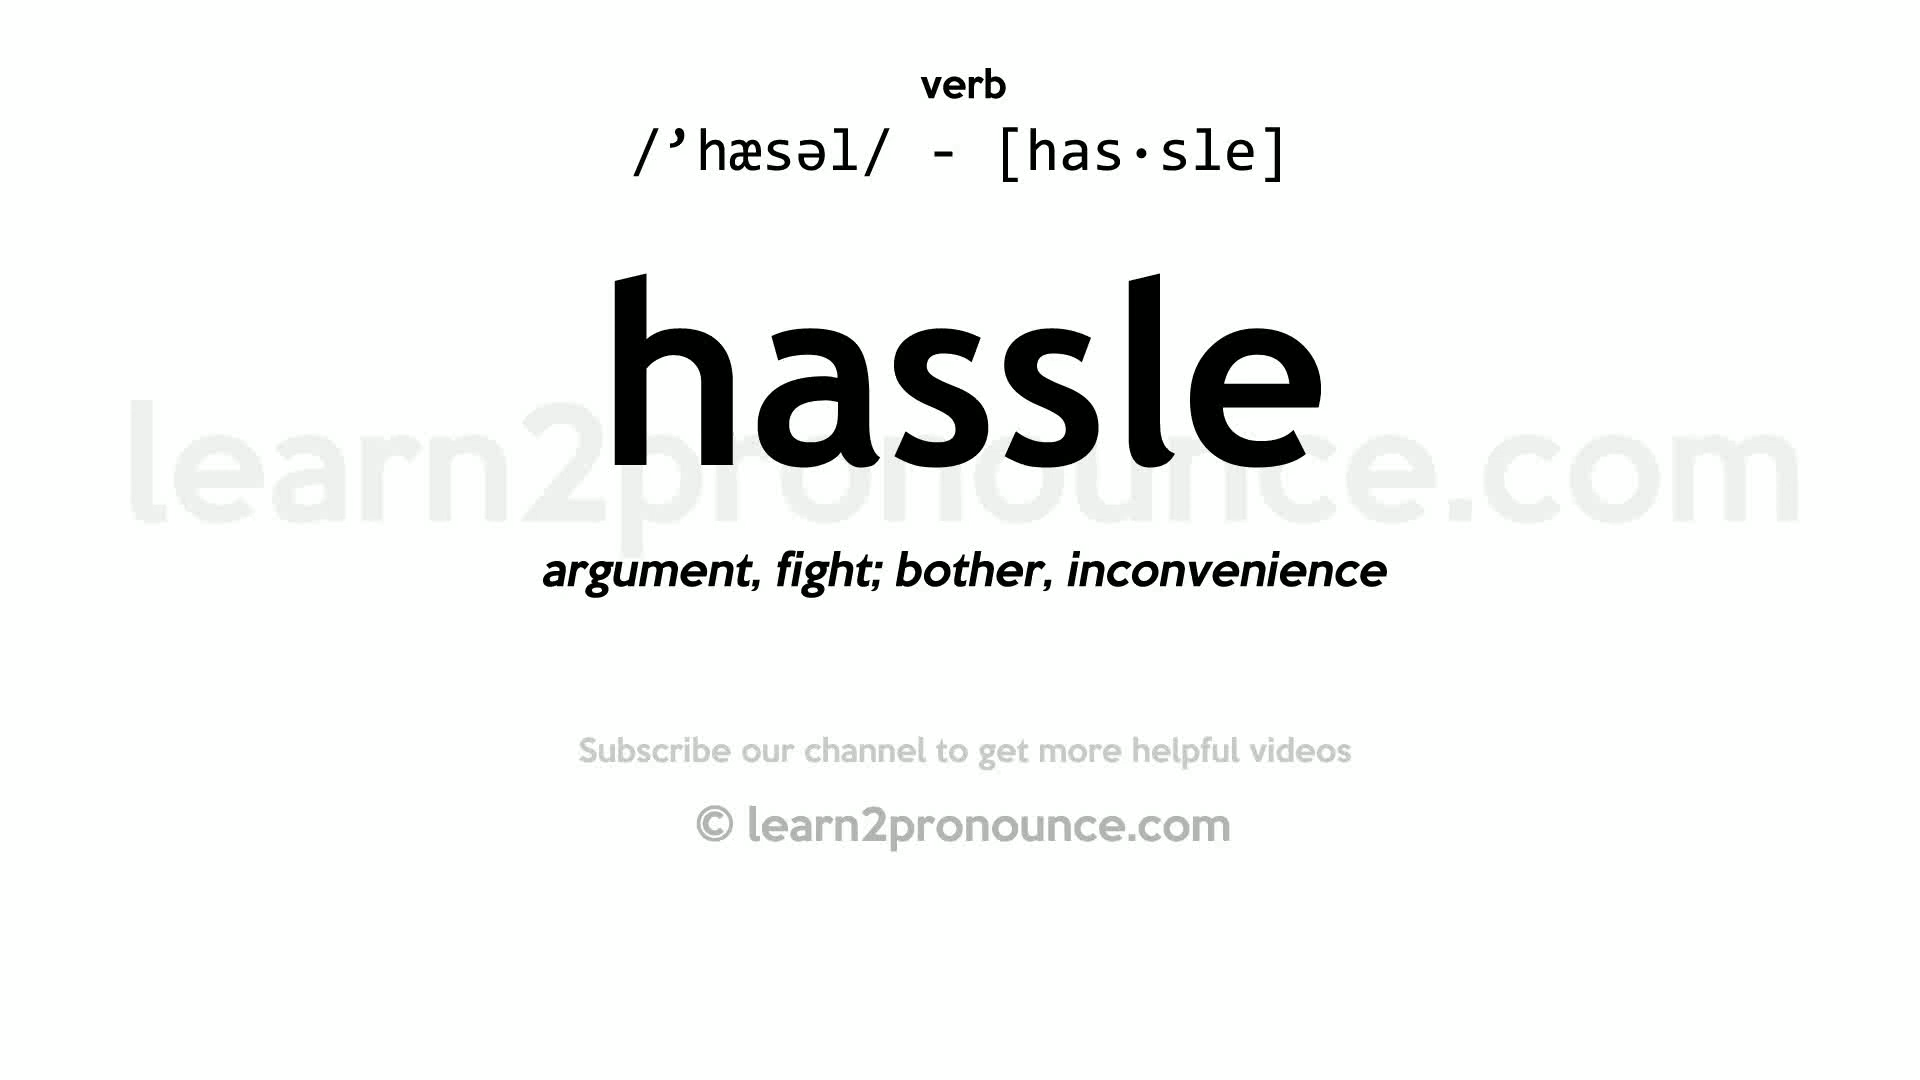 verb
/’hæsəl/ - [has·sle]
hassle
learn2pronounce.com
argument, fight; bother, inconvenience
Subscribe our channel to get more helpful videos
© learn2pronounce.com